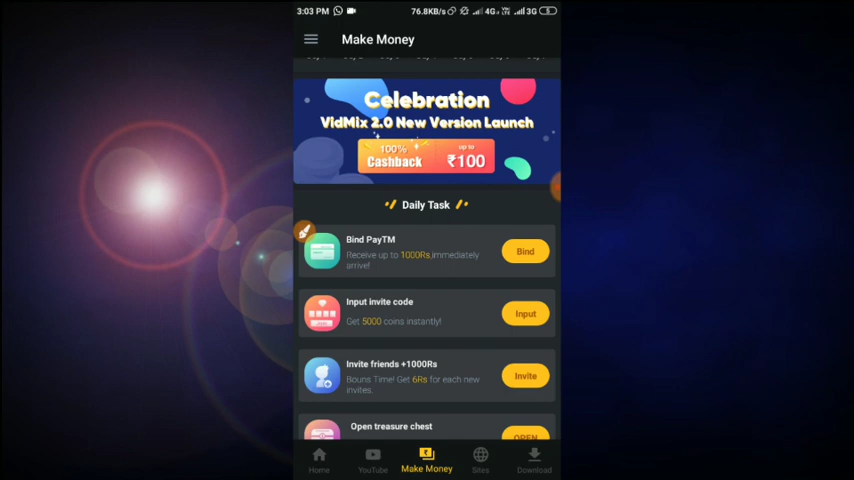 3:03 PM
76.8KB/s
4G
3G
Make Money
Celebration
VidMix 2.0 New Version Launch
100%
Cashback
up to
₹100
Daily Task
Bind PayTM
Receive up to 1000Rs,immediately
arrive!
Bind
Input invite code
Get 5000 coins instantly!
Input
Invite friends +1000Rs
Bouns Time! Get 6Rs for each new
invites.
Invite
Open treasure chest
OPEN
Home
YouTube
Make Money
Sites
Download